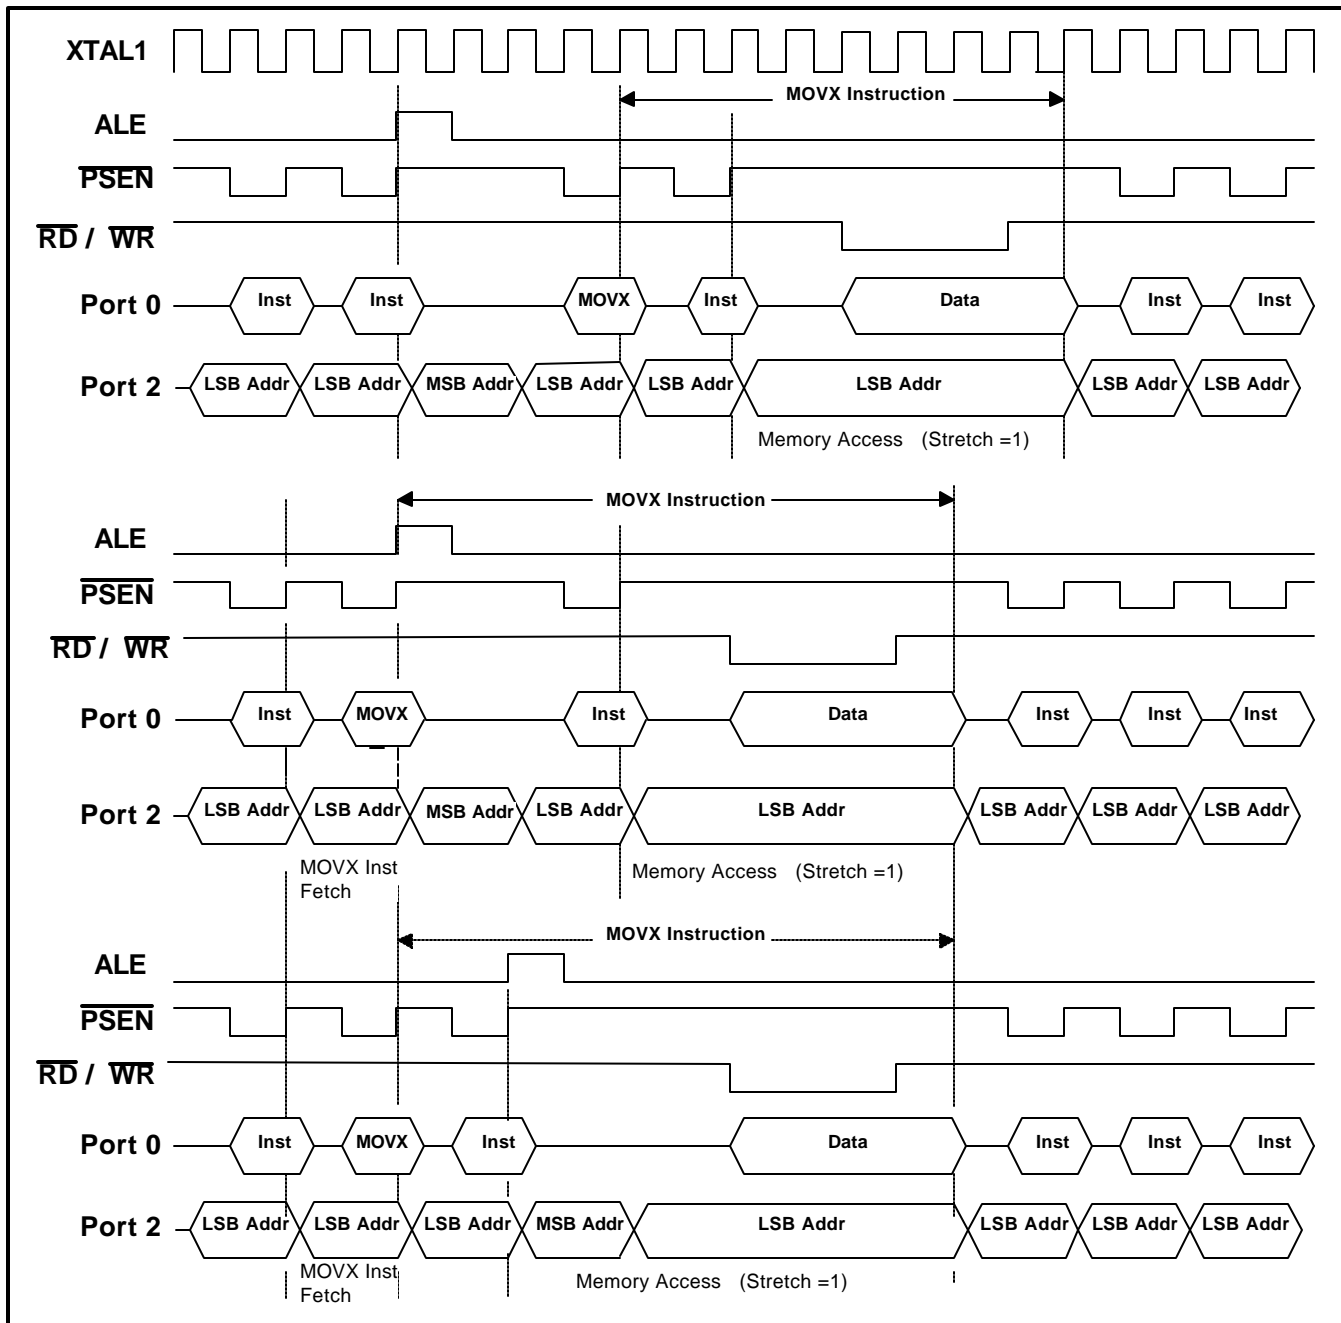 XTAL1
MOVX Instruction
ALE
PSEN
RD / WR
Port 0 Inst Inst MOVX Inst Data Inst Inst
Port 2 LSB Addr LSB Addr MSB Addr LSB Addr LSB Addr LSB Addr LSB Addr LSB Addr
Memory Access (Stretch =1)
MOVX Instruction
ALE
PSEN
RD / WR
Port 0 Inst MOVX Inst Data Inst Inst Inst
Port 2 LSB Addr LSB Addr MSB Addr LSB Addr LSB Addr LSB Addr LSB Addr LSB Addr
MOVX Inst
Fetch
Memory Access (Stretch =1)
MOVX Instruction
ALE
PSEN
RD / WR
Port 0 Inst MOVX Inst Data Inst Inst Inst
Port 2 LSB Addr LSB Addr LSB Addr MSB Addr LSB Addr LSB Addr LSB Addr LSB Addr
MOVX Inst
Fetch
Memory Access (Stretch =1)